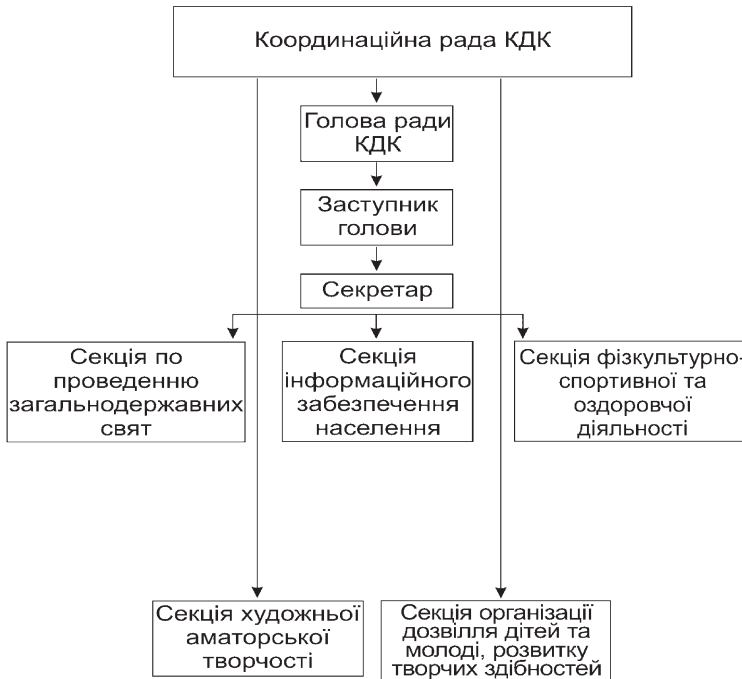 Координаційна рада КДК
Голова ради
КДК
Заступник
голови
Секретар
Секція по
проведенню
загальнодержавних
свят
Секція
інформаційного
забезпечення
населення
Секція фізкультурно-
спортивної та
оздоровчої
діяльності
Секція художньої
аматорської
творчості
Секція організації
дозвілля дітей та
молоді, розвитку
творчих здібностей